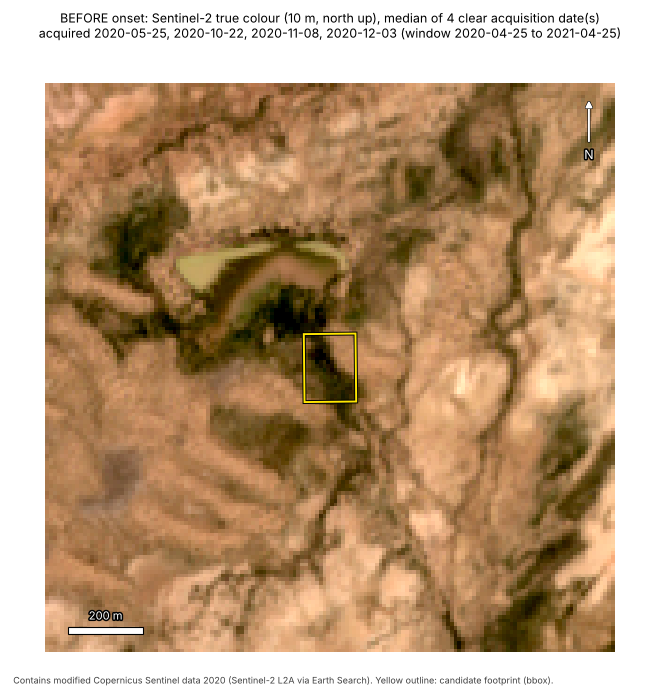 BEFORE onset: Sentinel-2 true colour (10 m, north up), median of 4 clear acquisition date(s)
acquired 2020-05-25, 2020-10-22, 2020-11-08, 2020-12-03 (window 2020-04-25 to 2021-04-25)
N
200 m
Contains modified Copernicus Sentinel data 2020 (Sentinel-2 L2A via Earth Search). Yellow outline: candidate footprint (bbox).